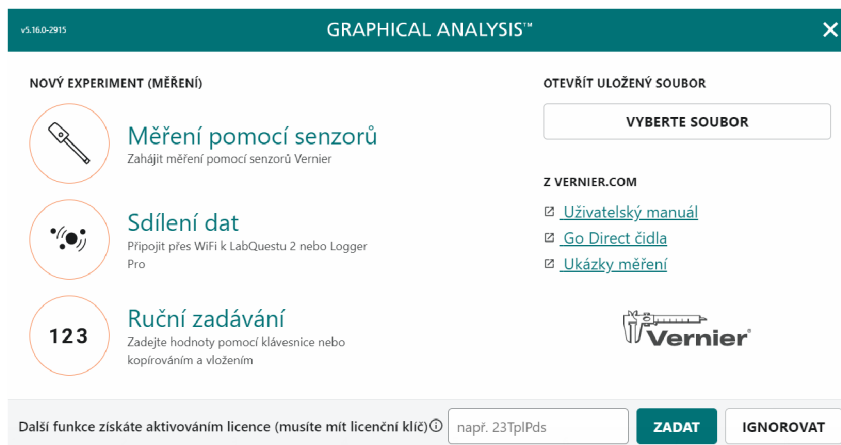 v5.16.0-2915
GRAPHICAL ANALYSIS™
NOVÝ EXPERIMENT (MĚŘENÍ)
Měření pomocí senzorů
Zahájit měření pomocí senzorů Vernier
Sdílení dat
Připojit přes WiFi k LabQuestu 2 nebo Logger
Pro
123
Ruční zadávání
Zadejte hodnoty pomocí klávesnice nebo
kopírováním a vložením
OTEVŘÍT ULOŽENÝ SOUBOR
VYBERTE SOUBOR
Z VERNIER.COM
Uživatelský manuál
Go Direct čidla
Ukázky měření
Vernier®
Další funkce získáte aktivováním licence (musíte mít licenční klíč) např. 23TplPds ZADAT IGNOROVAT